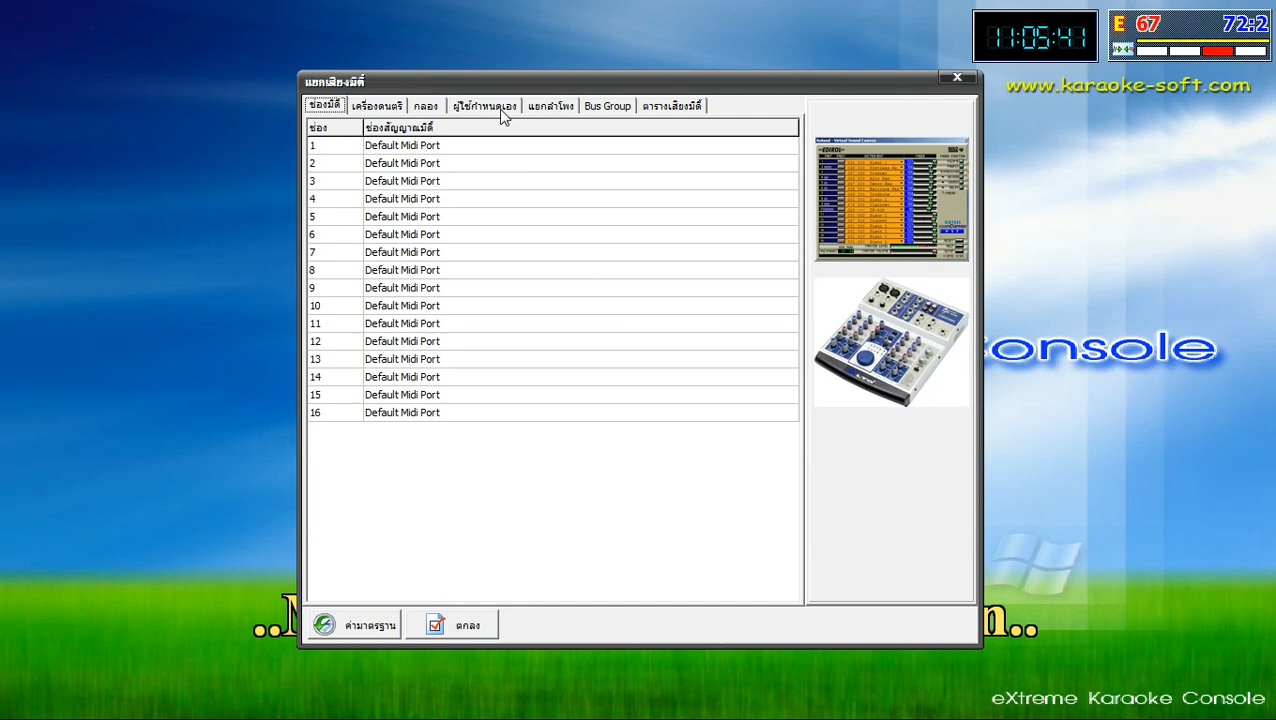 11:05:41
E 67 72:2
www.karaoke-soft.com
แยกเสียงมิดี้
ช่องมิดี้ เครื่องดนตรี กลอง ผู้ใช้กำหนดเอง แยกลำโพง Bus Group ตารางเสียงมิดี้
ช่อง ช่องสัญญาณมิดี้
1 Default Midi Port
2 Default Midi Port
3 Default Midi Port
4 Default Midi Port
5 Default Midi Port
6 Default Midi Port
7 Default Midi Port
8 Default Midi Port
9 Default Midi Port
10 Default Midi Port
11 Default Midi Port
12 Default Midi Port
13 Default Midi Port
14 Default Midi Port
15 Default Midi Port
16 Default Midi Port
Roland - Virtual Sound Canvas
EDIROL
onsole
ค่ามาตรฐาน ตกลง
eXtreme Karaoke Console